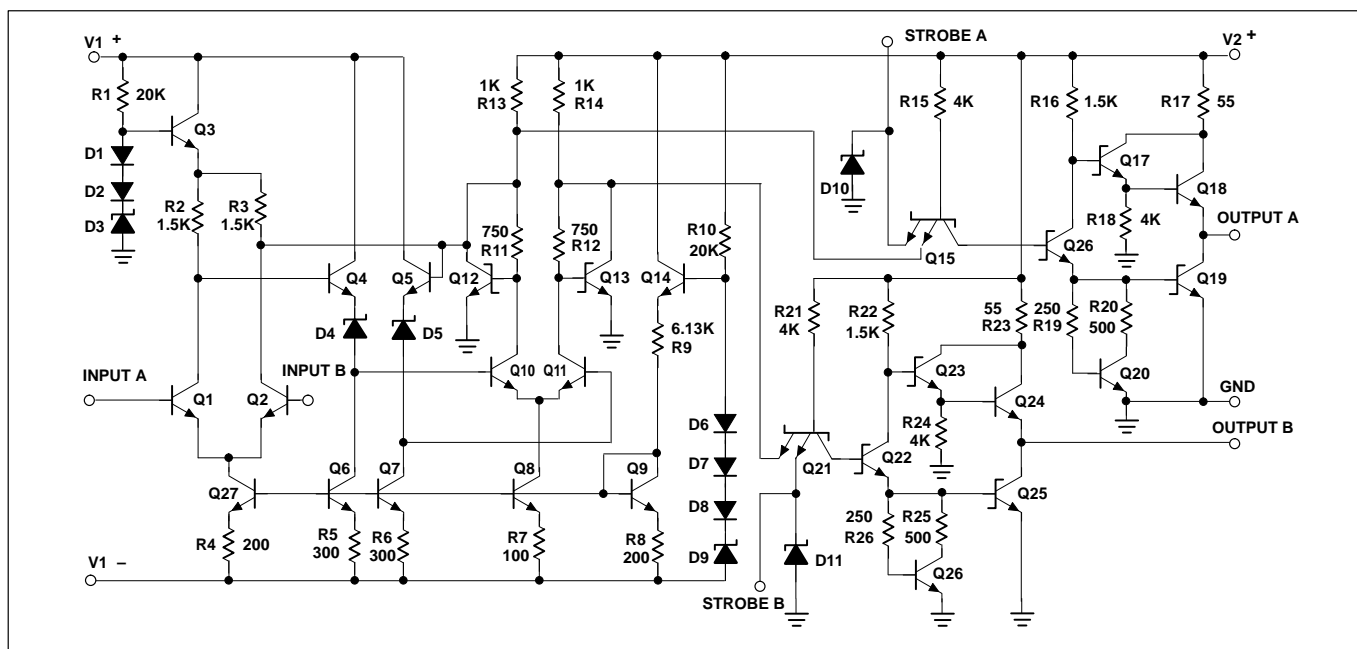 STROBE A
V1 +
V2 +
R1 20K
1K
R13
1K
R14
R15 4K
R16 1.5K
R17 55
Q3
D1
D2
D3
R2
1.5K
R3
1.5K
D10
Q17
Q18
R18 4K
OUTPUT A
750
R11
750
R12
R10
20K
Q4
Q5
Q12
Q13
Q14
Q15
Q26
Q19
D4
D5
6.13K
R9
R21
4K
R22
1.5K
55
R23
250
R19
R20
500
INPUT A
INPUT B
Q1
Q2
Q10
Q11
Q23
Q24
Q20
GND
D6
R24
4K
OUTPUT B
D7
Q21
Q22
Q27
Q6
Q7
Q8
Q9
D8
Q25
R4 200
R5
300
R6
300
R7
100
R8
200
D9
250
R26
R25
500
D11
Q26
V1 –
STROBE B